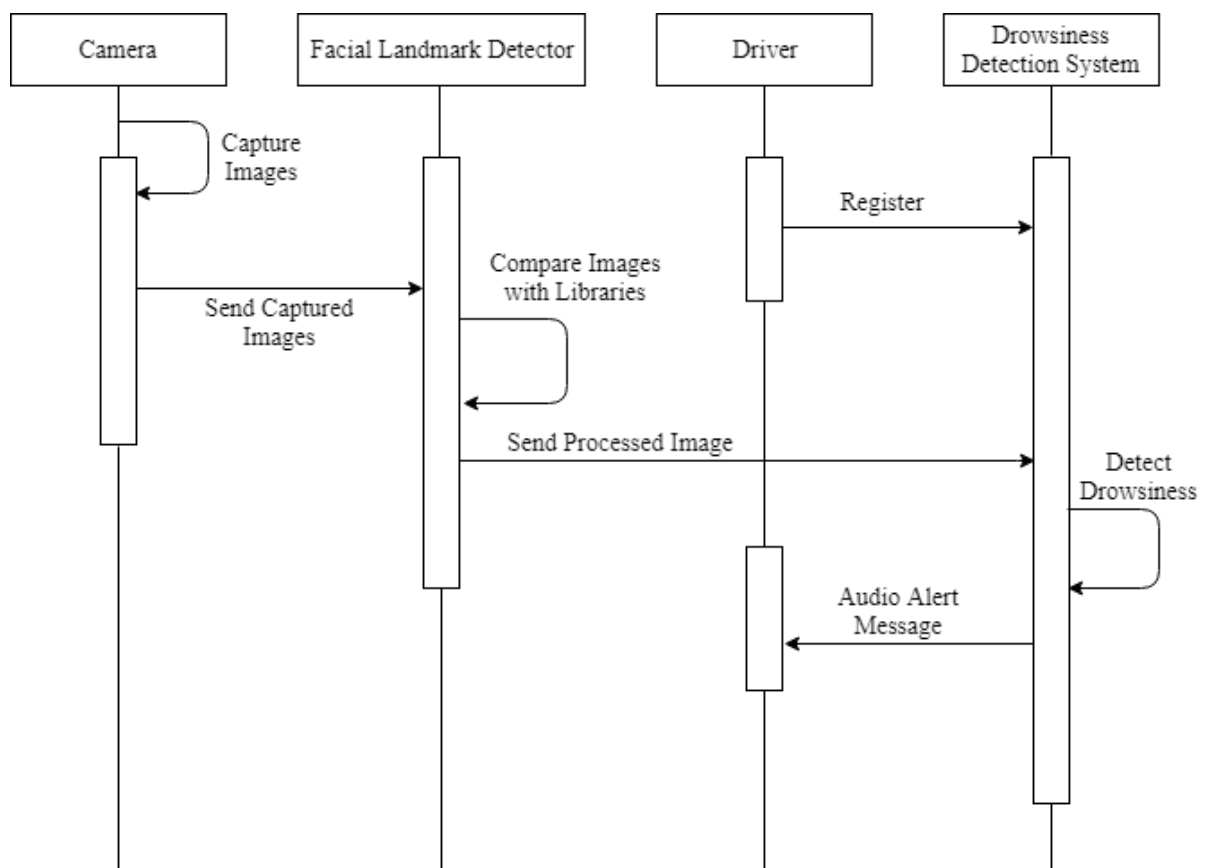 Camera
Facial Landmark Detector
Driver
Drowsiness
Detection System
Capture
Images
Register
Compare Images
with Libraries
Send Captured
Images
Send Processed Image
Detect
Drowsiness
Audio Alert
Message